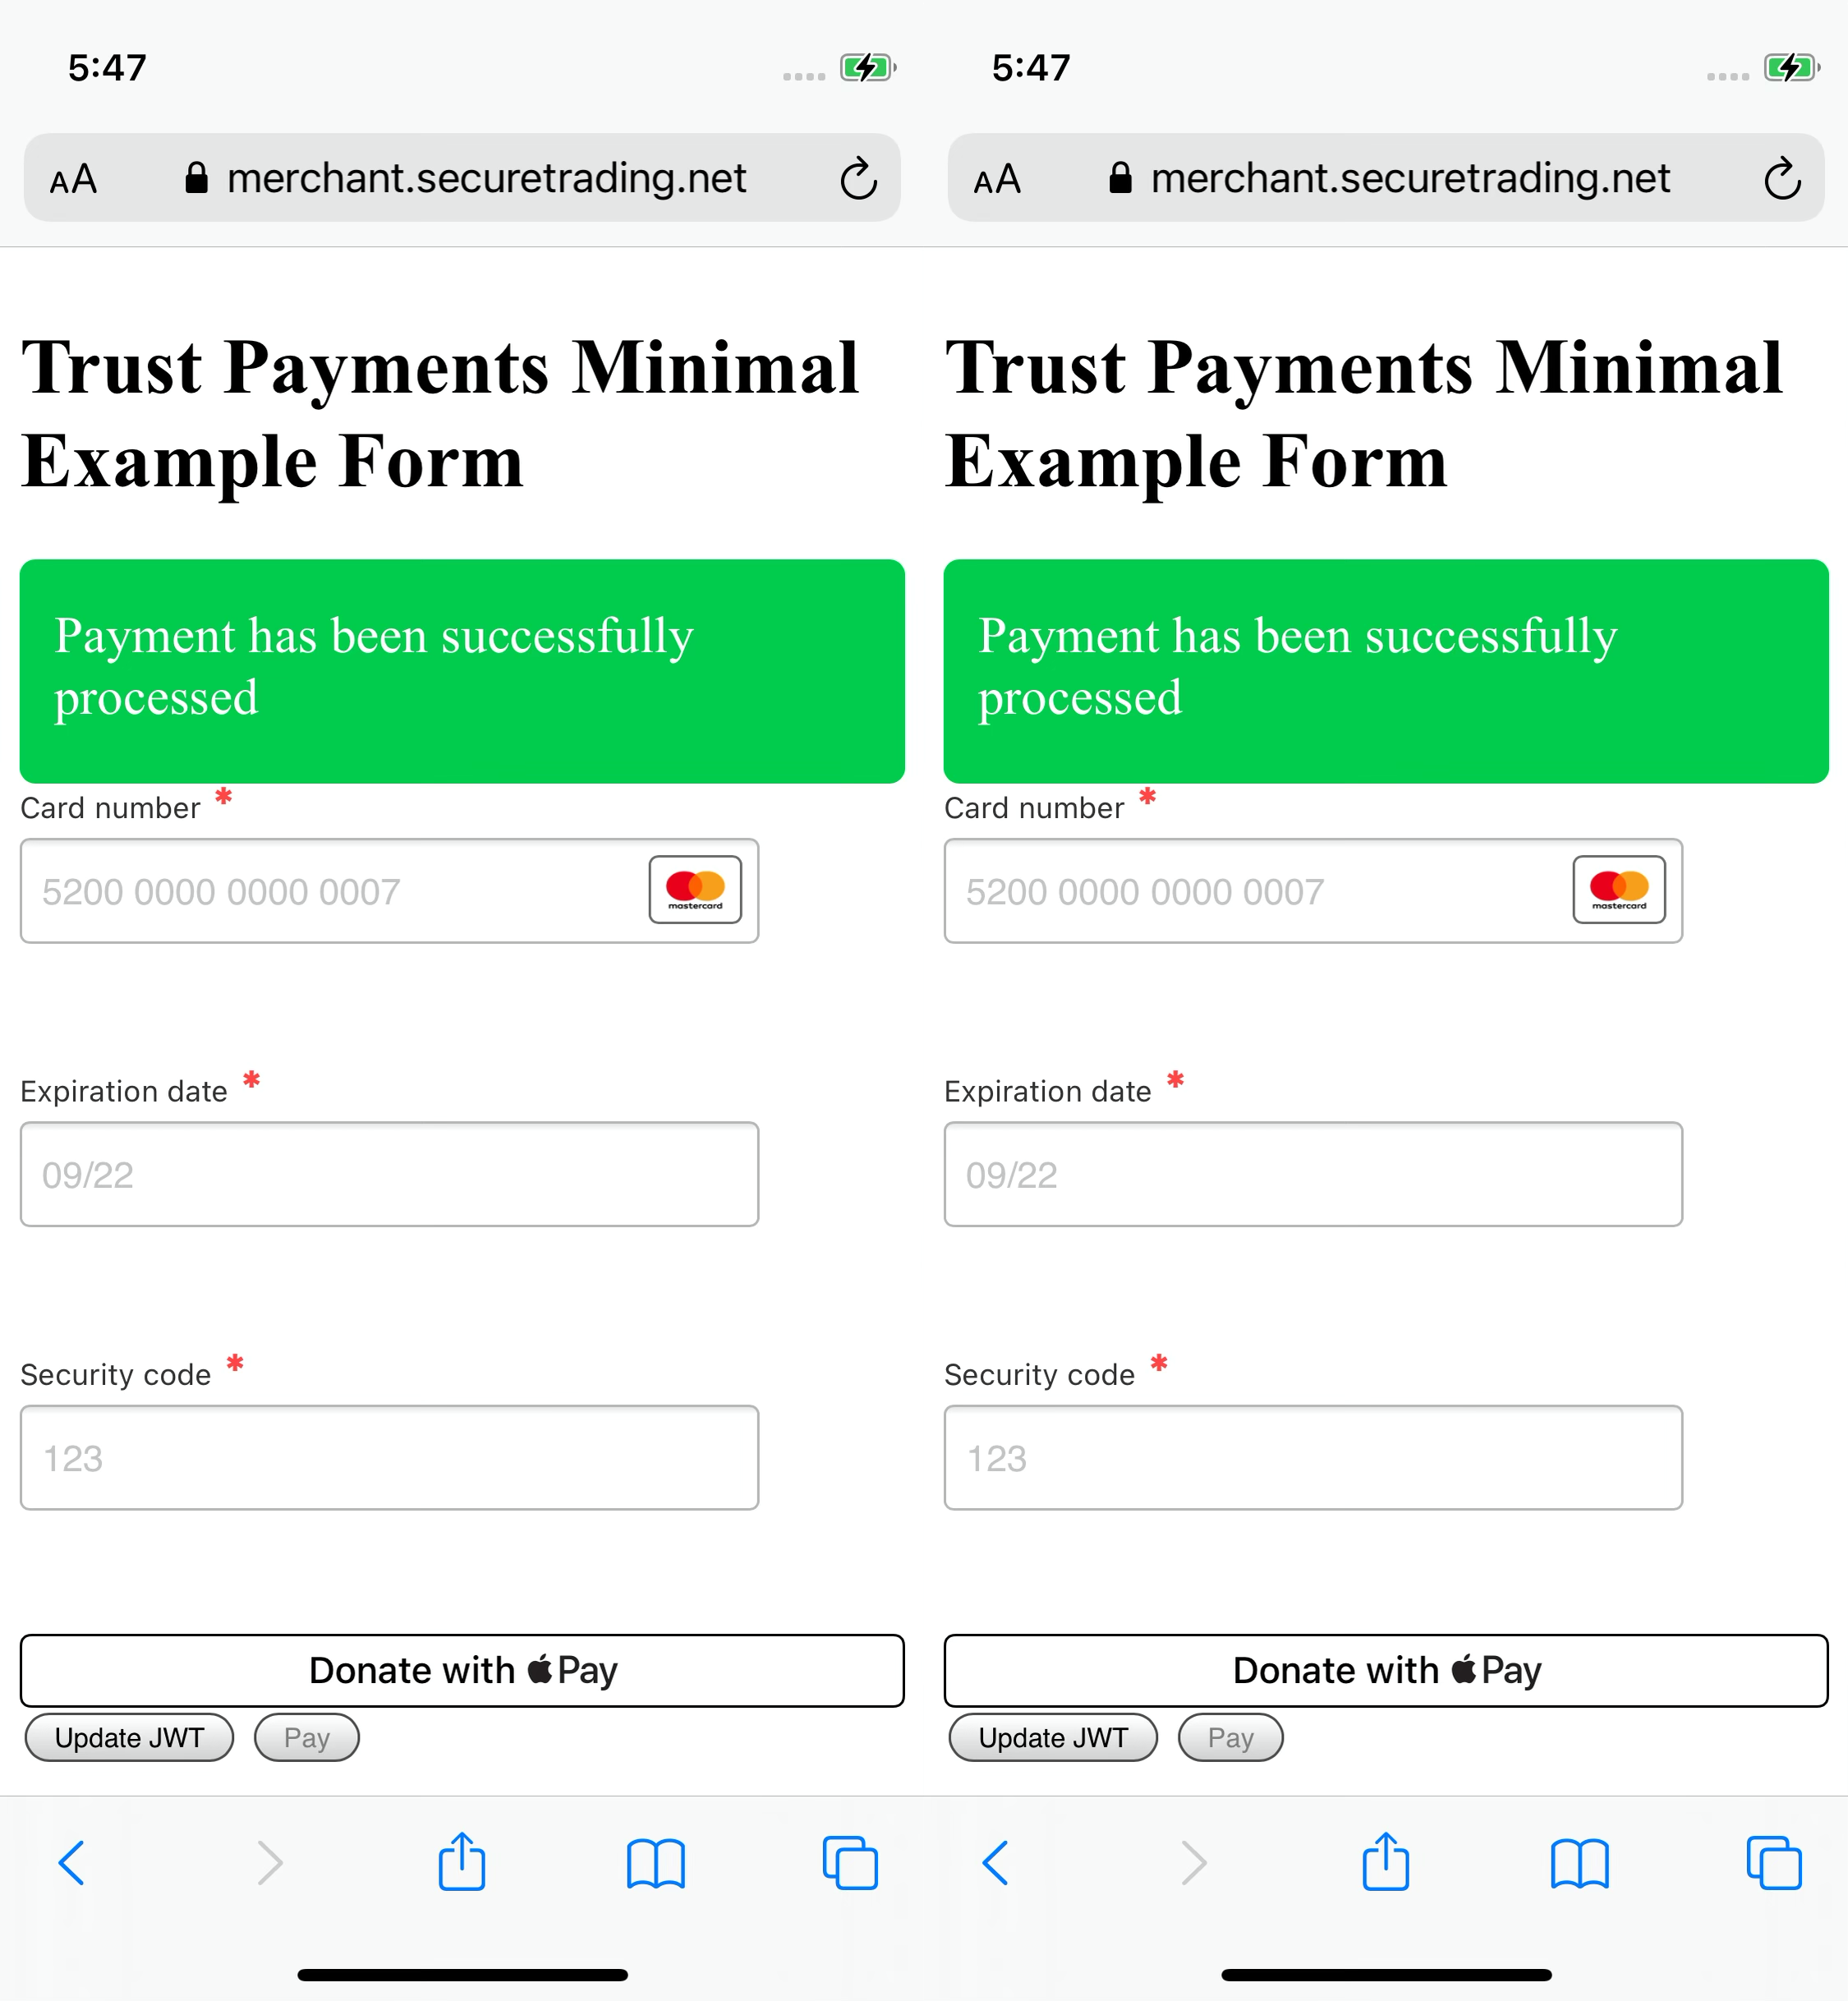 5:47
AA merchant.securetrading.net
Trust Payments Minimal
Example Form
Payment has been successfully
processed
Card number *
5200 0000 0000 0007 mastercard
Expiration date *
09/22
Security code *
123
Donate with Pay
Update JWT Pay
5:47
AA merchant.securetrading.net
Trust Payments Minimal
Example Form
Payment has been successfully
processed
Card number *
5200 0000 0000 0007 mastercard
Expiration date *
09/22
Security code *
123
Donate with Pay
Update JWT Pay